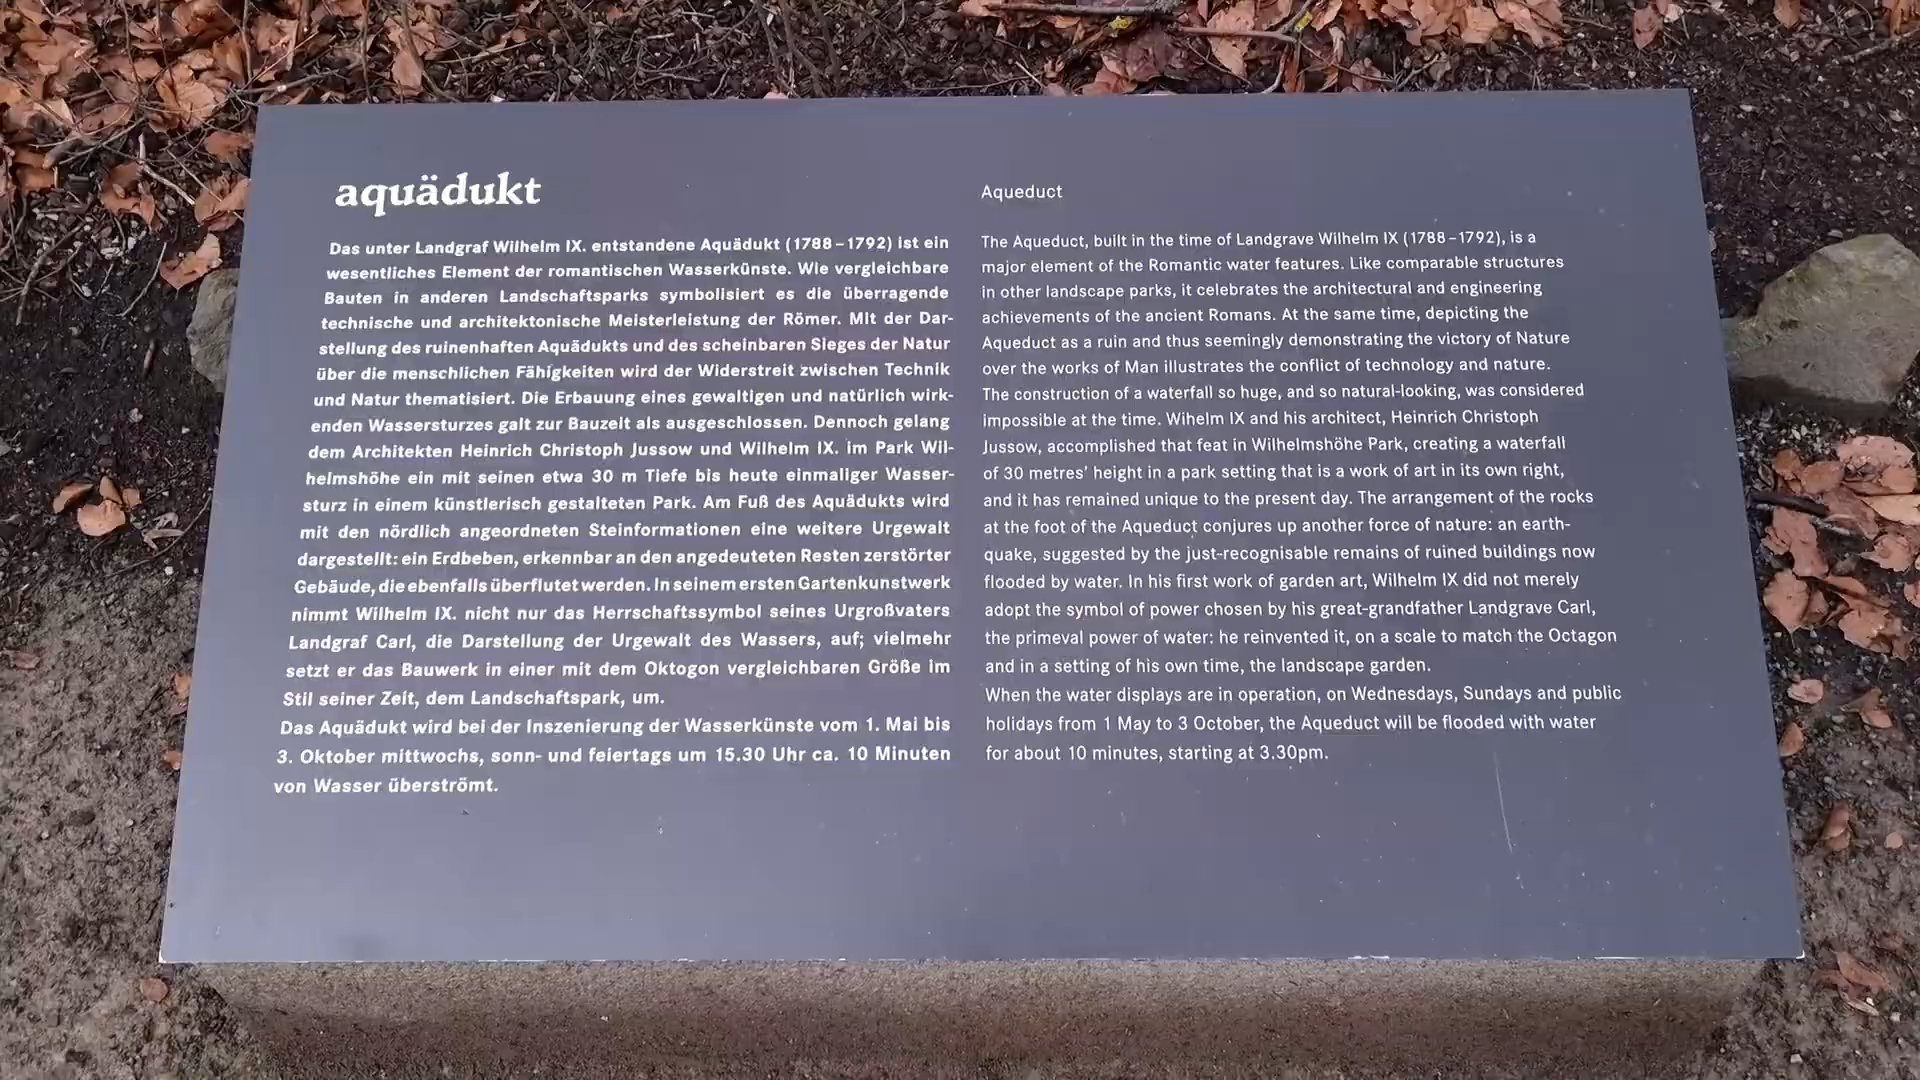 aquädukt
Das unter Landgraf Wilhelm IX. entstandene Aquädukt (1788–1792) ist ein
wesentliches Element der romantischen Wasserkünste. Wie vergleichbare
Bauten in anderen Landschaftsparks symbolisiert es die überragende
technische und architektonische Meisterleistung der Römer. Mit der Dar-
stellung des ruinenhaften Aquädukts und des scheinbaren Sieges der Natur
über die menschlichen Fähigkeiten wird der Widerstreit zwischen Technik
und Natur thematisiert. Die Erbauung eines gewaltigen und natürlich wirk-
enden Wassersturzes galt zur Bauzeit als ausgeschlossen. Dennoch gelang
dem Architekten Heinrich Christoph Jussow und Wilhelm IX. im Park Wil-
helmshöhe ein mit seinen etwa 30 m Tiefe bis heute einmaliger Wasser-
sturz in einem künstlerisch gestalteten Park. Am Fuß des Aquädukts wird
mit den nördlich angeordneten Steinformationen eine weitere Urgewalt
dargestellt: ein Erdbeben, erkennbar an den angedeuteten Resten zerstörter
Gebäude, die ebenfalls überflutet werden. In seinem ersten Gartenkunstwerk
nimmt Wilhelm IX. nicht nur das Herrschaftssymbol seines Urgroßvaters
Landgraf Carl, die Darstellung der Urgewalt des Wassers, auf; vielmehr
setzt er das Bauwerk in einer mit dem Oktogon vergleichbaren Größe im
Stil seiner Zeit, dem Landschaftspark, um.
Das Aquädukt wird bei der Inszenierung der Wasserkünste vom 1. Mai bis
3. Oktober mittwochs, sonn- und feiertags um 15.30 Uhr ca. 10 Minuten
von Wasser überströmt.
Aqueduct
The Aqueduct, built in the time of Landgrave Wilhelm IX (1788–1792), is a
major element of the Romantic water features. Like comparable structures
in other landscape parks, it celebrates the architectural and engineering
achievements of the ancient Romans. At the same time, depicting the
Aqueduct as a ruin and thus seemingly demonstrating the victory of Nature
over the works of Man illustrates the conflict of technology and nature.
The construction of a waterfall so huge, and so natural-looking, was considered
impossible at the time. Wihelm IX and his architect, Heinrich Christoph
Jussow, accomplished that feat in Wilhelmshöhe Park, creating a waterfall
of 30 metres' height in a park setting that is a work of art in its own right,
and it has remained unique to the present day. The arrangement of the rocks
at the foot of the Aqueduct conjures up another force of nature: an earth-
quake, suggested by the just-recognisable remains of ruined buildings now
flooded by water. In his first work of garden art, Wilhelm IX did not merely
adopt the symbol of power chosen by his great-grandfather Landgrave Carl,
the primeval power of water: he reinvented it, on a scale to match the Octagon
and in a setting of his own time, the landscape garden.
When the water displays are in operation, on Wednesdays, Sundays and public
holidays from 1 May to 3 October, the Aqueduct will be flooded with water
for about 10 minutes, starting at 3.30pm.